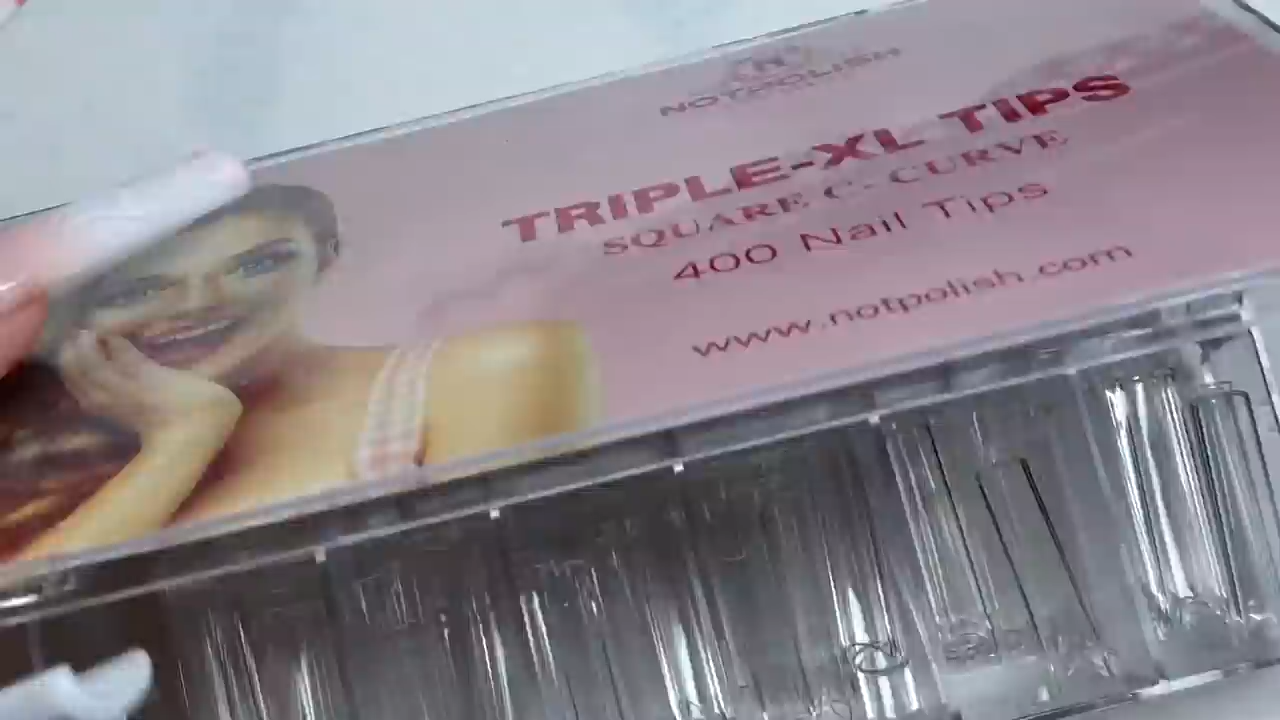 N
NOTPOLISH
TRIPLE-XL TIPS
SQUARE C- CURVE
400 Nail Tips
www.notpolish.com